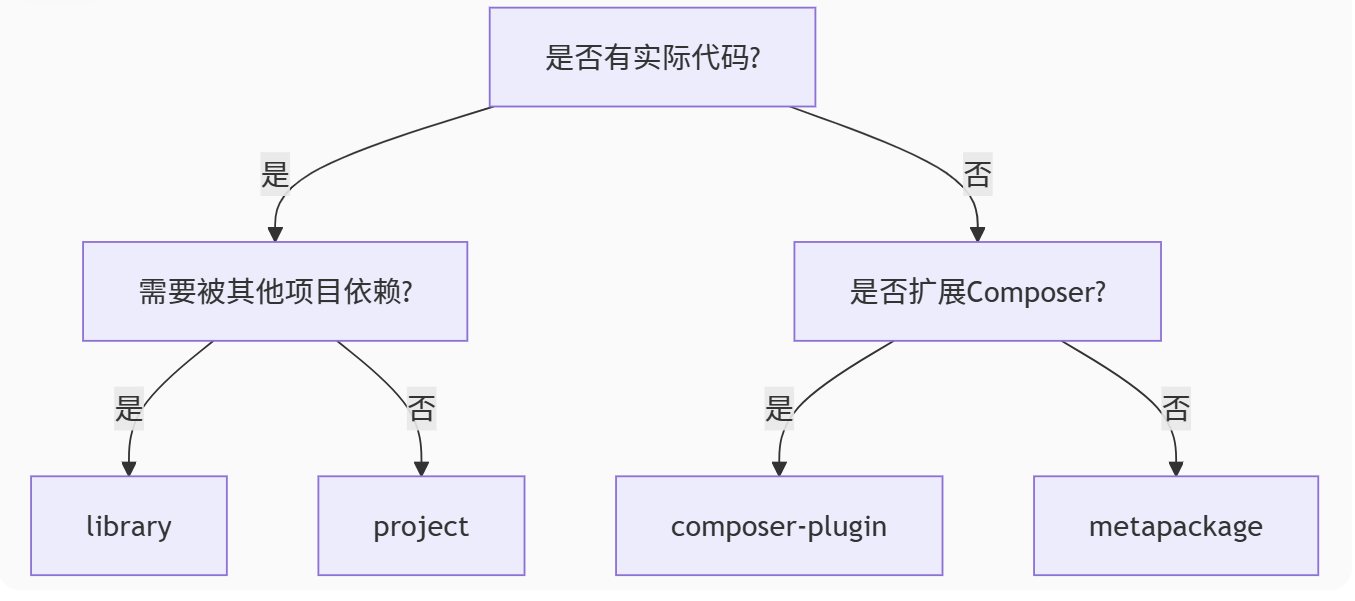 是否有实际代码?
是
否
需要被其他项目依赖?
是否扩展Composer?
是
否
是
否
library
project
composer-plugin
metapackage